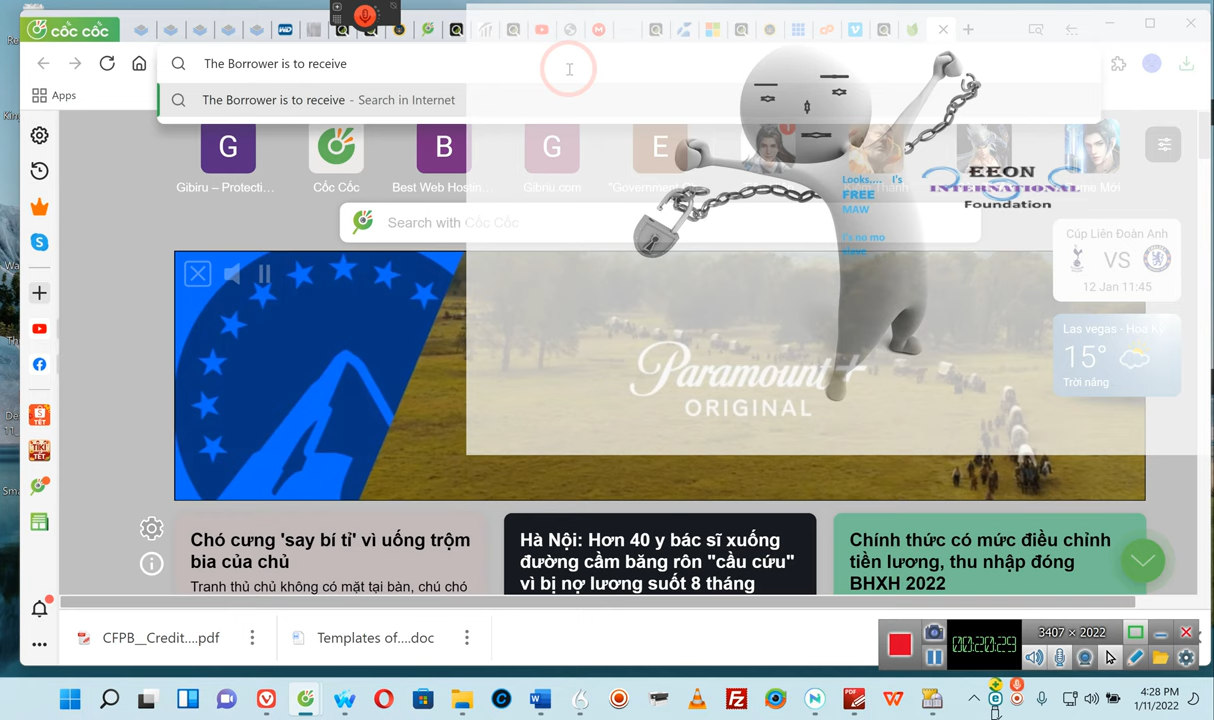 cốc cốc
The Borrower is to receive
The Borrower is to receive - Search in Internet
Apps
G
B
G
E
Gibiru – Protecti...
Cốc Cốc
Best Web Hostin...
Gibriu com
"Government
Search with Cốc Cốc
Looks.... I's
FREE
MAW
i's no mo
slave
EEON
INTERNATIONAL
Foundation
Cúp Liên Đoàn Anh
VS
12 Jan 11:45
Las vegas - Hoa K
15°
Trời nắng
Paramount+
ORIGINAL
Chó cưng 'say bí tỉ' vì uống trộm
bia của chủ
Tranh thủ chủ không có mặt tại bàn, chú chó
Hà Nội: Hơn 40 y bác sĩ xuống
đường cầm băng rôn "cầu cứu"
vì bị nợ lương suốt 8 tháng
Chính thức có mức điều chỉnh
tiền lương, thu nhập đóng
BHXH 2022
CFPB__Credit....pdf
Templates of....doc
00:20:29
3407 × 2022
4:28 PM
1/11/2022